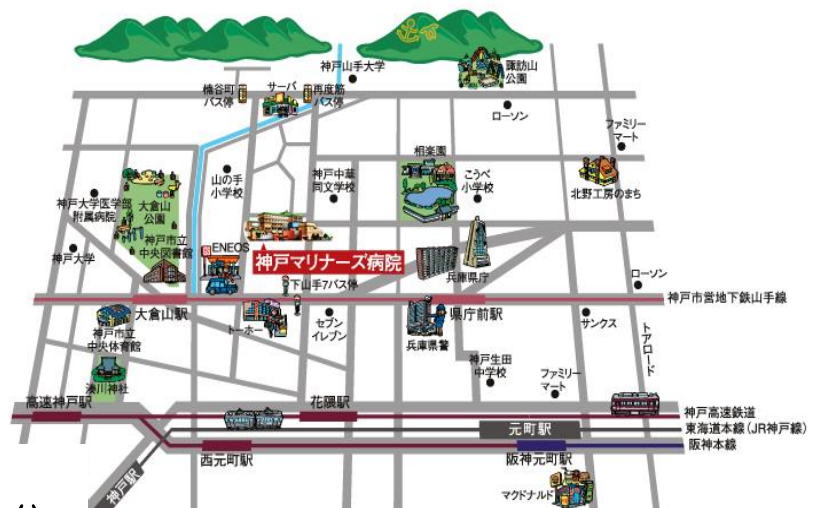 神戸山手大学
諏訪山
公園
楠谷町
バス停
サーバ
再度筋
バス停
ローソン
ファミリー
マート
相楽園
神戸中華
同文学校
こうべ
小学校
山の手
小学校
北野工房のまち
神戸大学医学部
附属病院
大倉山
公園
神戸市立
中央図書館
神戸大学
ENEOS
神戸マリナーズ病院
兵庫県庁
下山手7バス停
ローソン
神戸市営地下鉄山手線
大倉山駅
県庁前駅
トーホー
セブン
イレブン
兵庫県警
サンクス
トアロード
神戸市立
中央体育館
神戸生田
中学校
ファミリー
マート
湊川神社
高速神戸駅
花隈駅
神戸高速鉄道
元町駅
東海道本線(JR神戸線)
阪神本線
西元町駅
阪神元町駅
神戸駅
マクドナルド